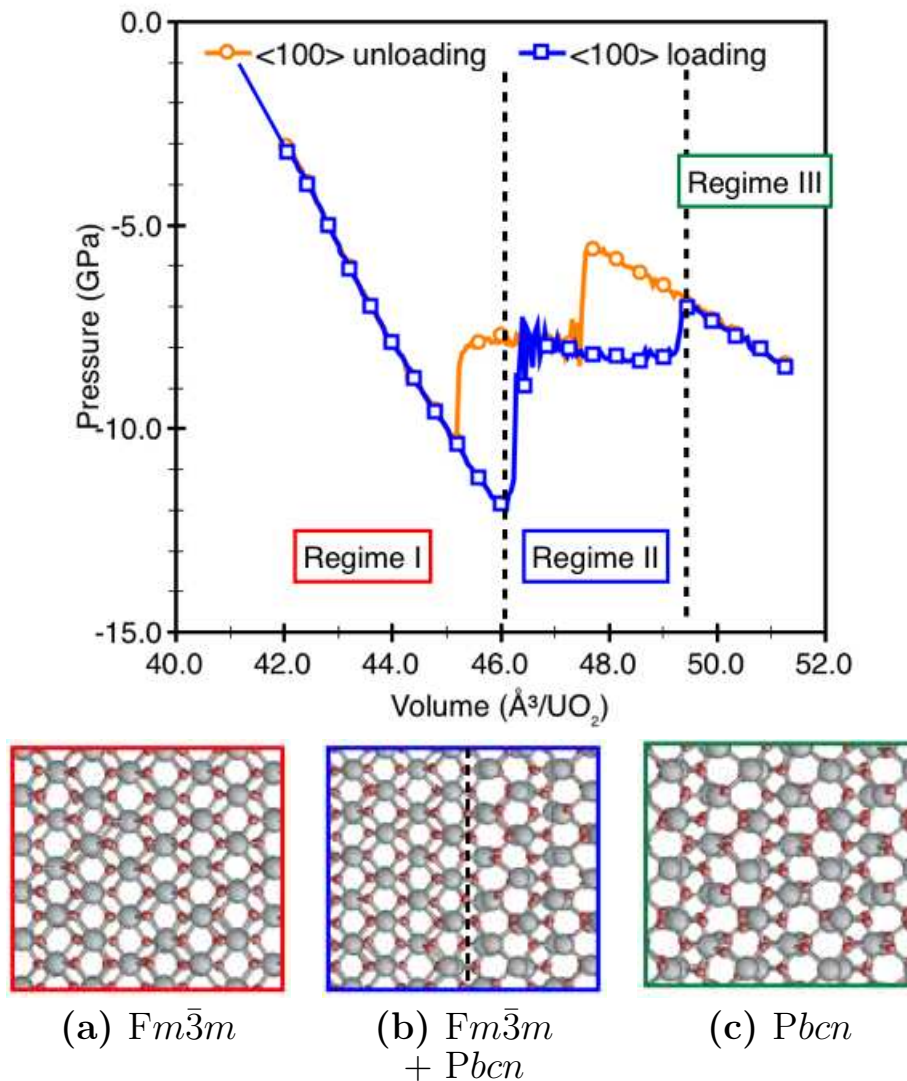 0.0
<100> unloading
<100> loading
Regime III
-5.0
Pressure (GPa)
-10.0
Regime I
Regime II
-15.0
40.0 42.0 44.0 46.0 48.0 50.0 52.0
Volume (Å³/UO₂)
(a) Fm3̄m
(b) Fm3̄m
+ Pbcn
(c) Pbcn